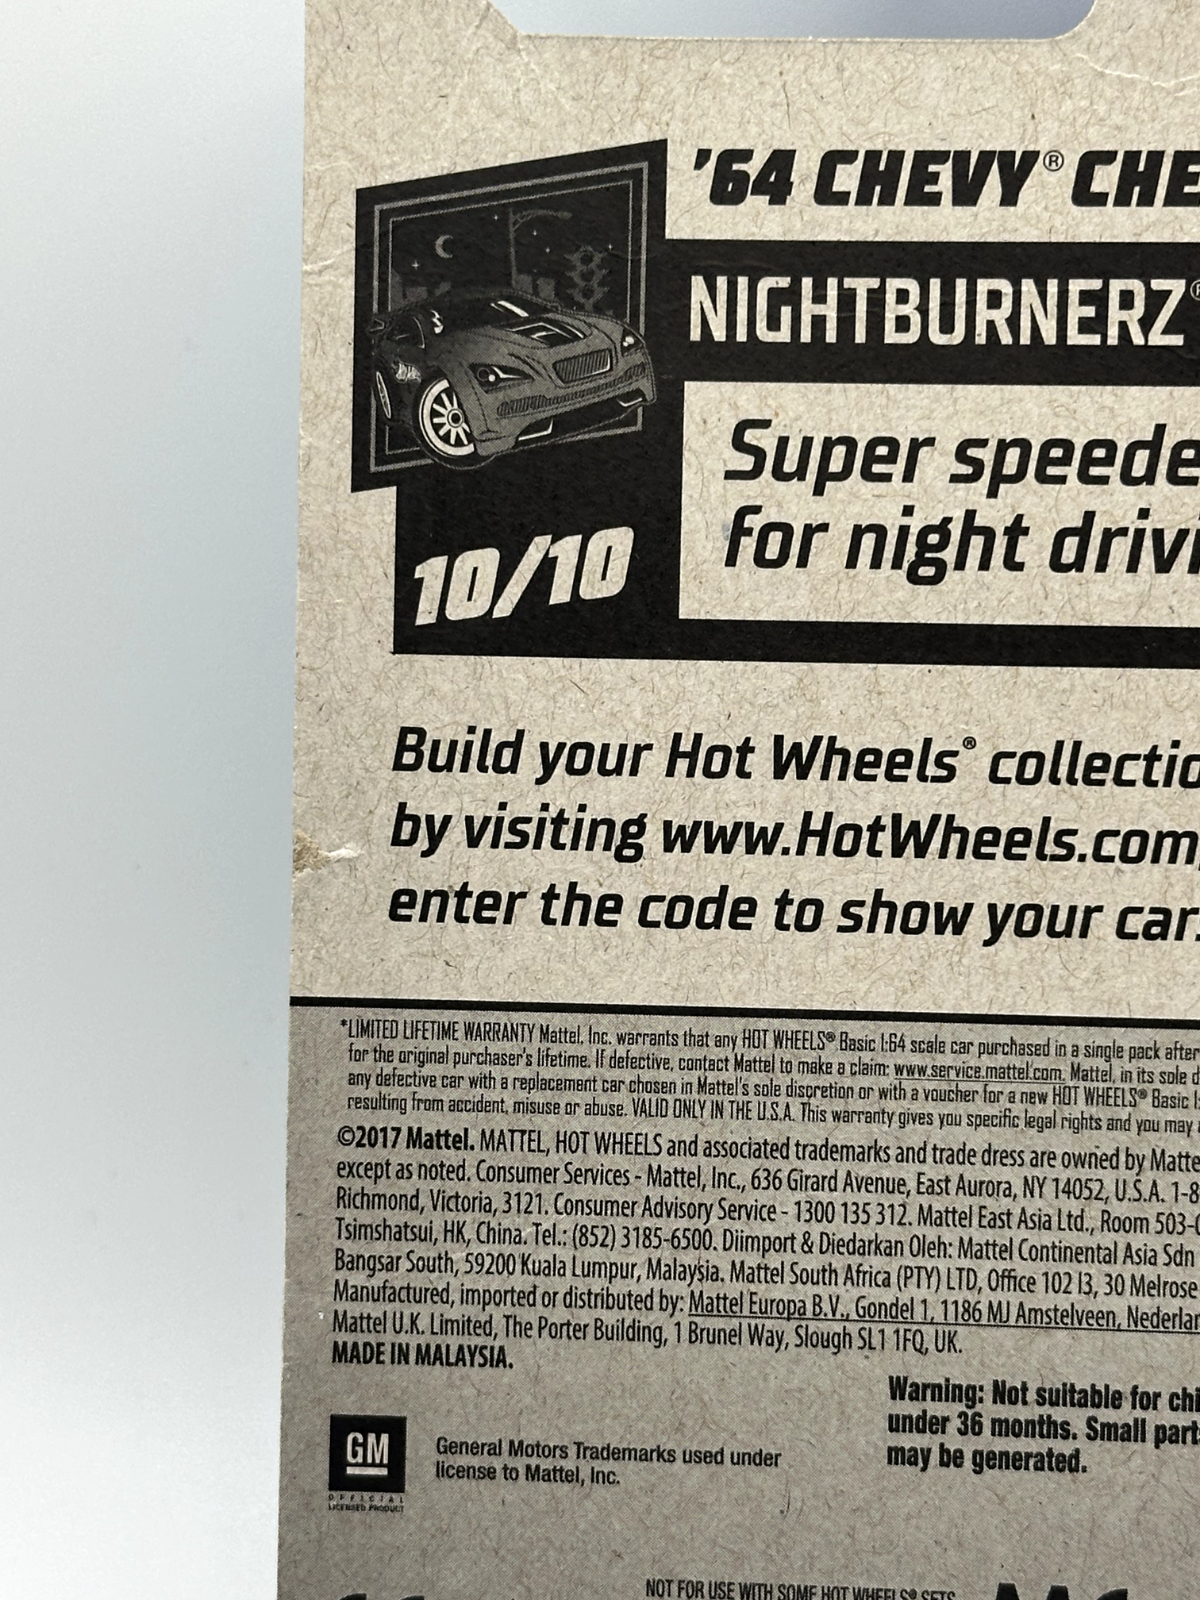 '64 CHEVY® CHE
NIGHTBURNERZ®
Super speede
for night drivi
10/10
Build your Hot Wheels® collectio
by visiting www.HotWheels.com,
enter the code to show your car.
*LIMITED LIFETIME WARRANTY Mattel, Inc. warrants that any HOT WHEELS® Basic 1:64 scale car purchased in a single pack after
for the original purchaser's lifetime. If defective, contact Mattel to make a claim: www.service.mattel.com. Mattel, in its sole d
any defective car with a replacement car chosen in Mattel's sole discretion or with a voucher for a new HOT WHEELS® Basic 1:
resulting from accident, misuse or abuse. VALID ONLY IN THE U.S.A. This warranty gives you specific legal rights and you may
©2017 Mattel. MATTEL, HOT WHEELS and associated trademarks and trade dress are owned by Matte
except as noted. Consumer Services - Mattel, Inc., 636 Girard Avenue, East Aurora, NY 14052, U.S.A. 1-8
Richmond, Victoria, 3121. Consumer Advisory Service - 1300 135 312. Mattel East Asia Ltd., Room 503-
Tsimshatsui, HK, China. Tel.: (852) 3185-6500. Diimport & Diedarkan Oleh: Mattel Continental Asia Sdn
Bangsar South, 59200 Kuala Lumpur, Malaysia. Mattel South Africa (PTY) LTD, Office 102 I3, 30 Melrose
Manufactured, imported or distributed by: Mattel Europa B.V., Gondel 1, 1186 MJ Amstelveen, Nederlan
Mattel U.K. Limited, The Porter Building, 1 Brunel Way, Slough SL1 1FQ, UK.
MADE IN MALAYSIA.
Warning: Not suitable for chi
under 36 months. Small part
may be generated.
GM
OFFICIAL
LICENSED PRODUCT
General Motors Trademarks used under
license to Mattel, Inc.
NOT FOR USE WITH SOME HOT WHEELS® SETS